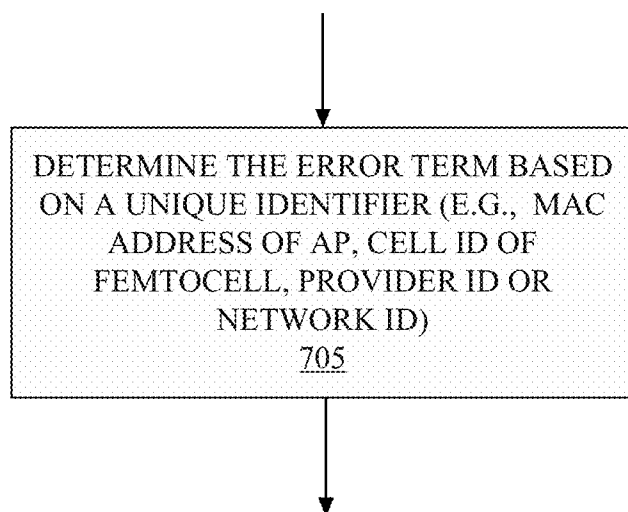 DETERMINE THE ERROR TERM BASED
ON A UNIQUE IDENTIFIER (E.G., MAC
ADDRESS OF AP, CELL ID OF
FEMTOCELL, PROVIDER ID OR
NETWORK ID)
705